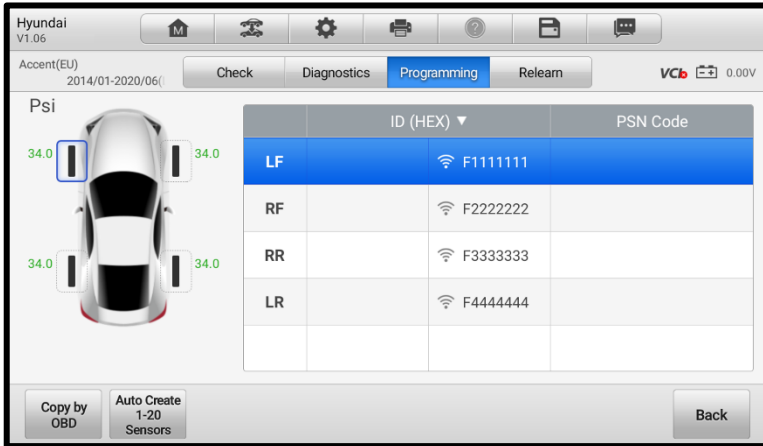 Hyundai
V1.06
M
?
Accent(EU)
2014/01-2020/06(
Check
Diagnostics
Programming
Relearn
VCI
0.00V
Psi
34.0
34.0
34.0
34.0
ID (HEX) ▼
PSN Code
LF
F1111111
RF
F2222222
RR
F3333333
LR
F4444444
Copy by
OBD
Auto Create
1-20
Sensors
Back